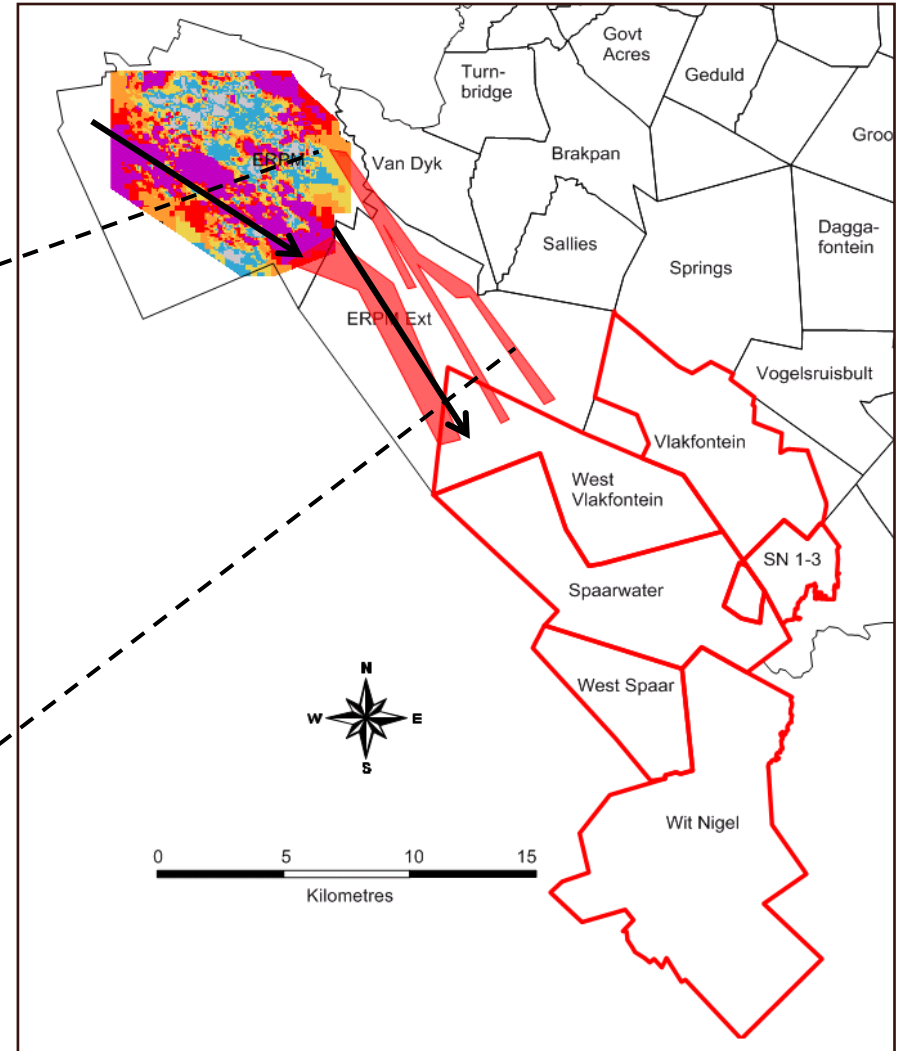 Govt
Acres
Turn-
bridge
Geduld
Groo
ERPM
Van Dyk
Brakpan
Dagga-
fontein
Sallies
Springs
ERPM Ext
Vogelsruisbult
Vlakfontein
West
Vlakfontein
SN 1-3
Spaarwater
West Spaar
N
W
E
S
Wit Nigel
0
5
10
15
Kilometres